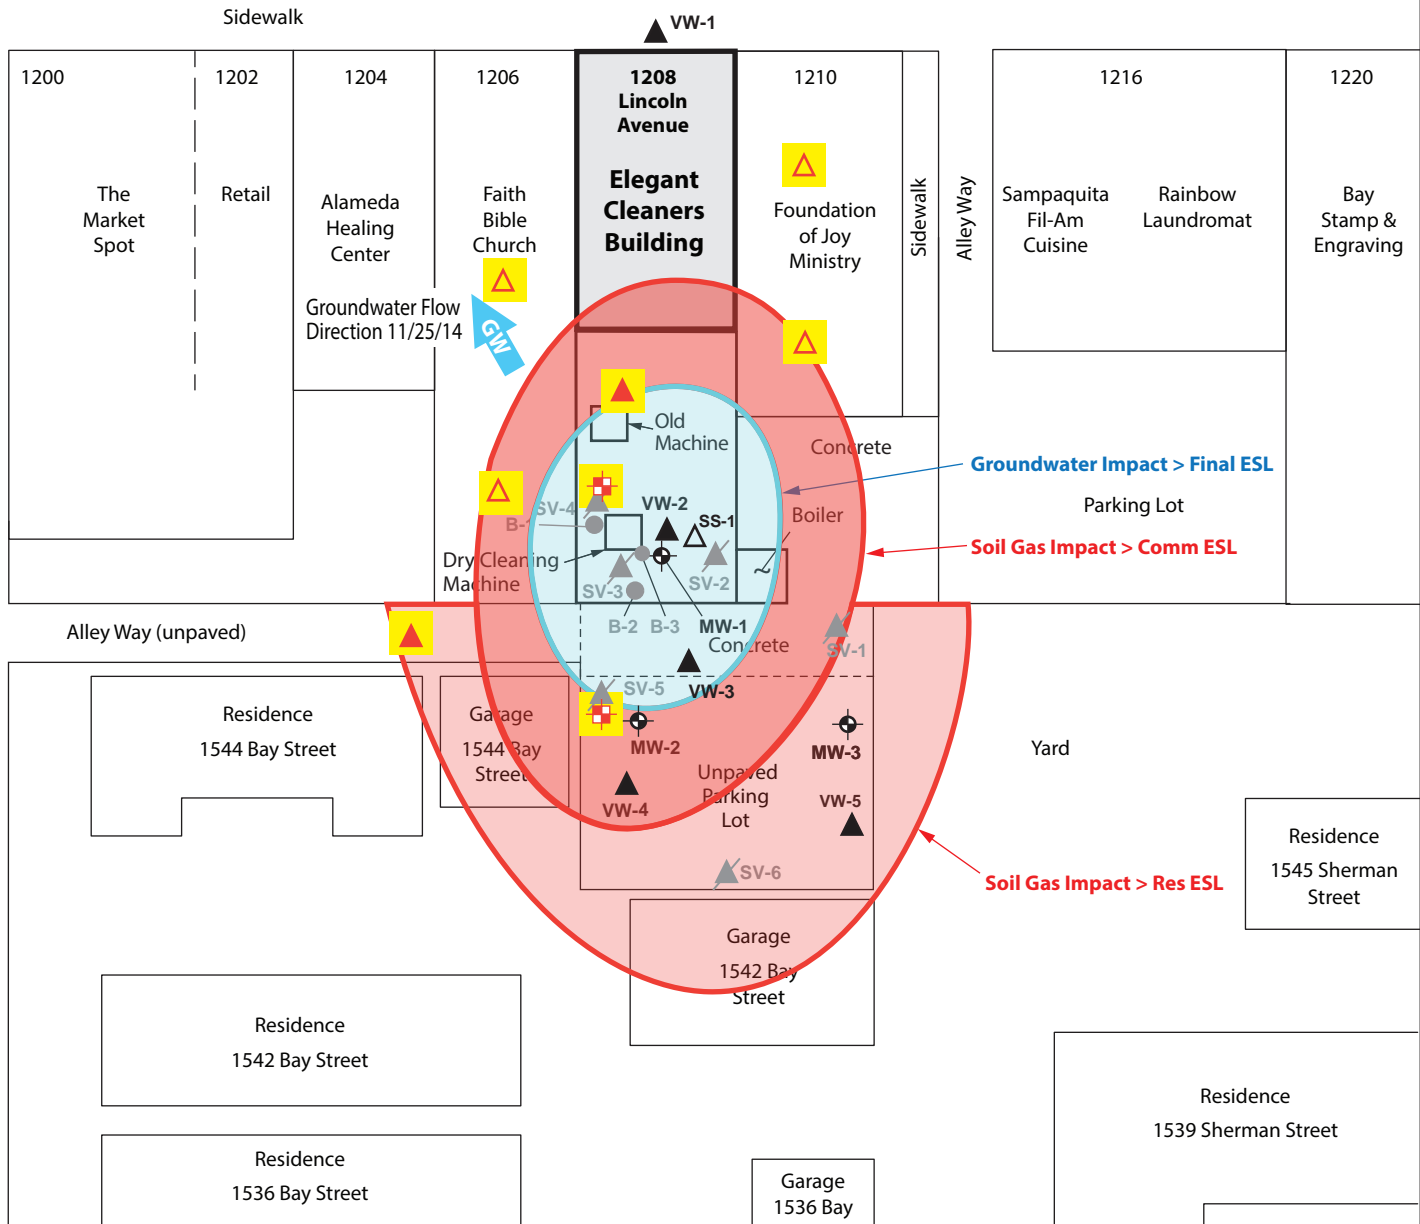 Sidewalk
VW-1
1200
1202
1204
1206
1208
Lincoln
Avenue
1210
1216
1220
Elegant
Cleaners
Building
The
Market
Spot
Retail
Alameda
Healing
Center
Faith
Bible
Church
Foundation
of Joy
Ministry
Sidewalk
Alley Way
Sampaquita
Fil-Am
Cuisine
Rainbow
Laundromat
Bay
Stamp &
Engraving
Groundwater Flow
Direction 11/25/14
GW
Old
Machine
Concrete
Groundwater Impact > Final ESL
Parking Lot
SV-4
VW-2
B-1
SS-1
Boiler
Soil Gas Impact > Comm ESL
Dry Cleaning
Machine
SV-3
SV-2
B-2
B-3
MW-1
Alley Way (unpaved)
Concrete
SV-1
SV-5
VW-3
Residence
1544 Bay Street
Garage
1544 Bay
Street
MW-2
MW-3
Yard
Unpaved
Parking
Lot
VW-4
VW-5
SV-6
Soil Gas Impact > Res ESL
Residence
1545 Sherman
Street
Garage
1542 Bay
Street
Residence
1542 Bay Street
Residence
1539 Sherman Street
Residence
1536 Bay Street
Garage
1536 Bay